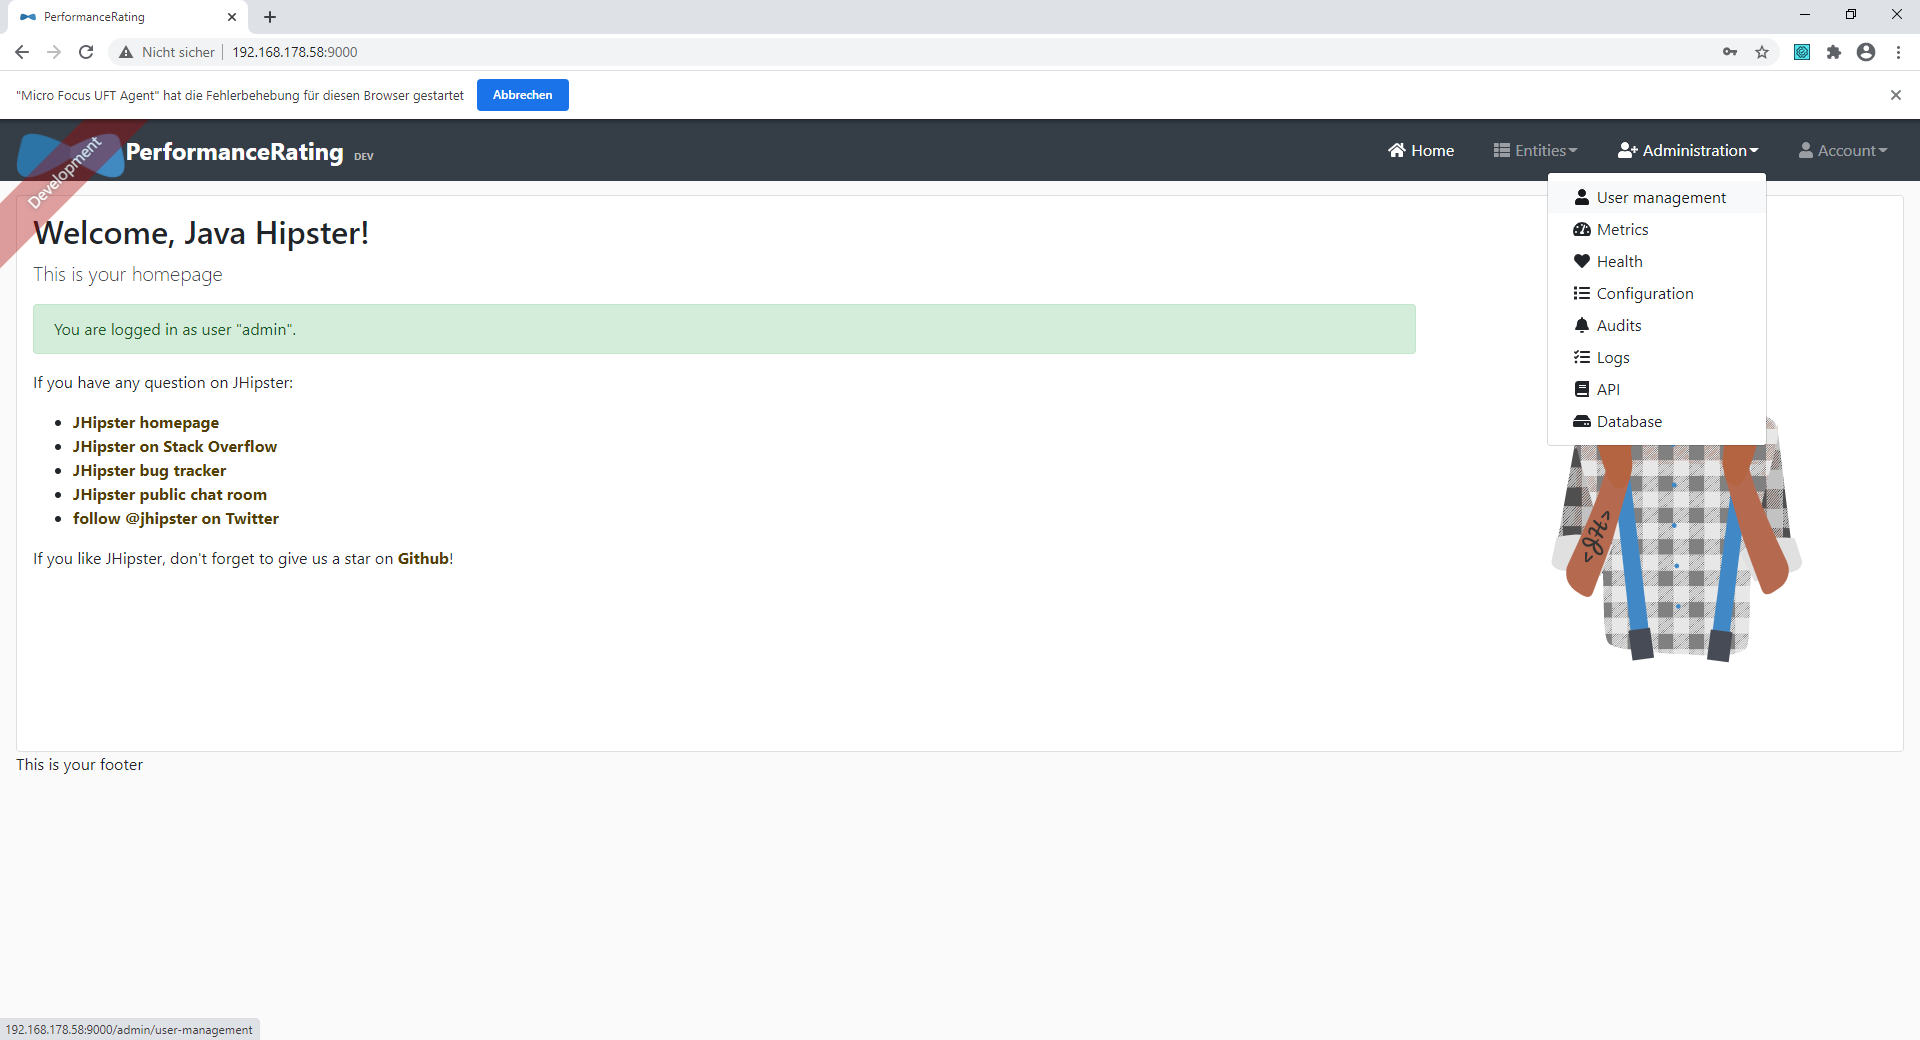 PerformanceRating
Nicht sicher
192.168.178.58:9000
"Micro Focus UFT Agent" hat die Fehlerbehebung für diesen Browser gestartet
Abbrechen
Development
PerformanceRating DEV
Home
Entities
Administration
Account
User management
Metrics
Health
Configuration
Audits
Logs
API
Database
Welcome, Java Hipster!
This is your homepage
You are logged in as user "admin".
If you have any question on JHipster:
JHipster homepage
JHipster on Stack Overflow
JHipster bug tracker
JHipster public chat room
follow @jhipster on Twitter
If you like JHipster, don't forget to give us a star on Github!
<JH>
This is your footer
192.168.178.58:9000/admin/user-management